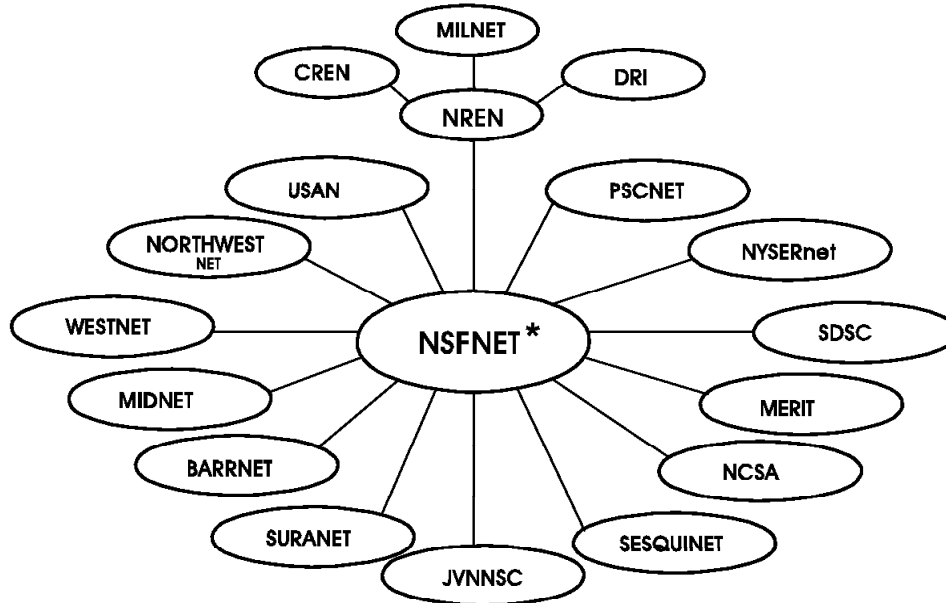 MILNET
CREN
DRI
NREN
USAN
PSCNET
NORTHWEST
NET
NYSERnet
WESTNET
NSFNET*
SDSC
MIDNET
MERIT
BARRNET
NCSA
SURANET
SESQUINET
JVNNSC